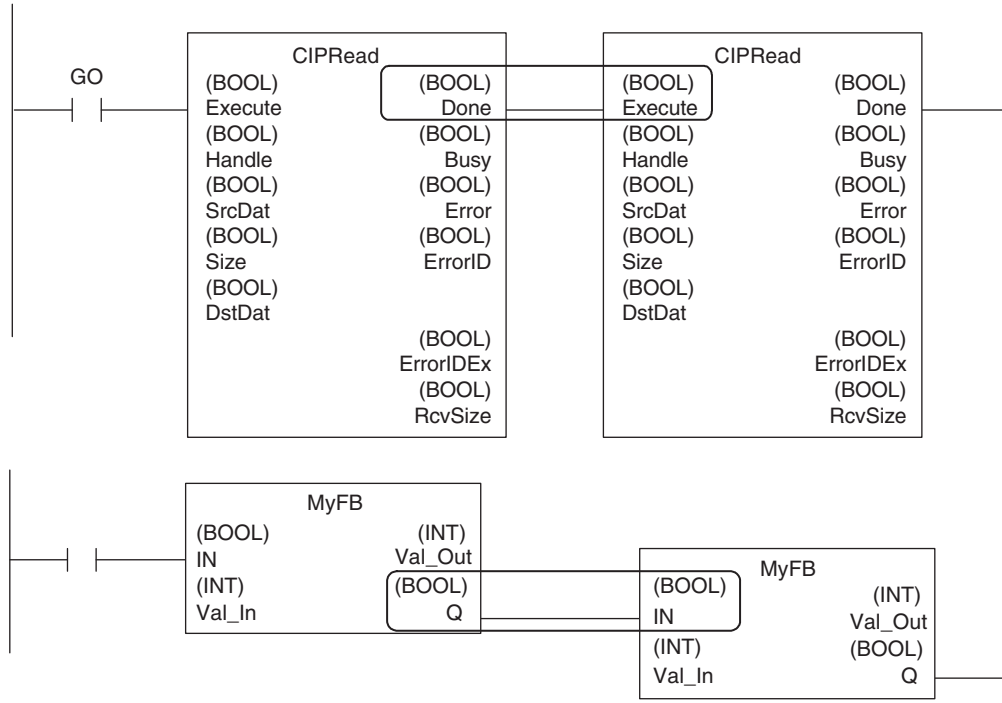 GO
CIPRead
(BOOL) (BOOL)
Execute Done
(BOOL) (BOOL)
Handle Busy
(BOOL) (BOOL)
SrcDat Error
(BOOL) (BOOL)
Size ErrorID
(BOOL)
DstDat
(BOOL)
ErrorIDEx
(BOOL)
RcvSize
CIPRead
(BOOL) (BOOL)
Execute Done
(BOOL) (BOOL)
Handle Busy
(BOOL) (BOOL)
SrcDat Error
(BOOL) (BOOL)
Size ErrorID
(BOOL)
DstDat
(BOOL)
ErrorIDEx
(BOOL)
RcvSize
MyFB
(BOOL) (INT)
IN Val_Out
(INT) (BOOL)
Val_In Q
MyFB
(BOOL) (INT)
IN Val_Out
(INT) (BOOL)
Val_In Q